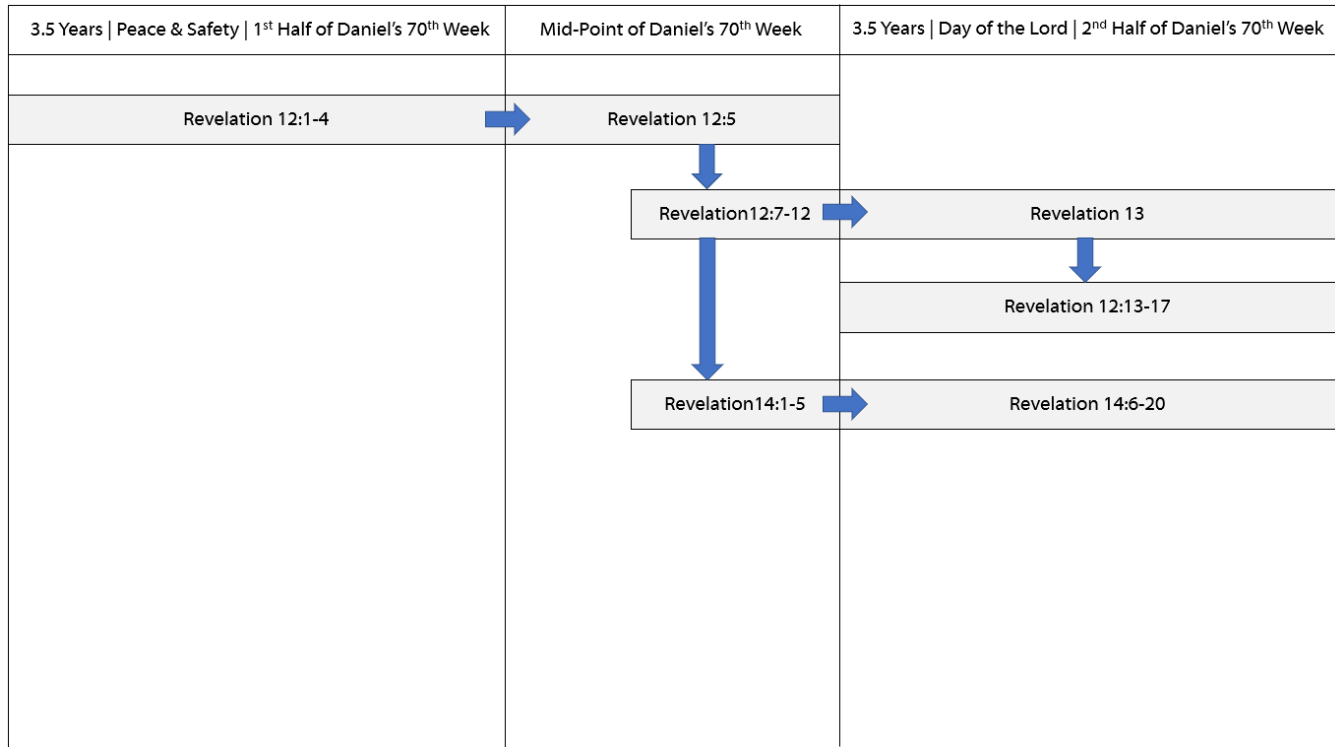 3.5 Years | Peace & Safety | 1st Half of Daniel’s 70th Week
Mid-Point of Daniel’s 70th Week
3.5 Years | Day of the Lord | 2nd Half of Daniel’s 70th Week
Revelation 12:1-4
Revelation 12:5
Revelation12:7-12
Revelation 13
Revelation 12:13-17
Revelation14:1-5
Revelation 14:6-20